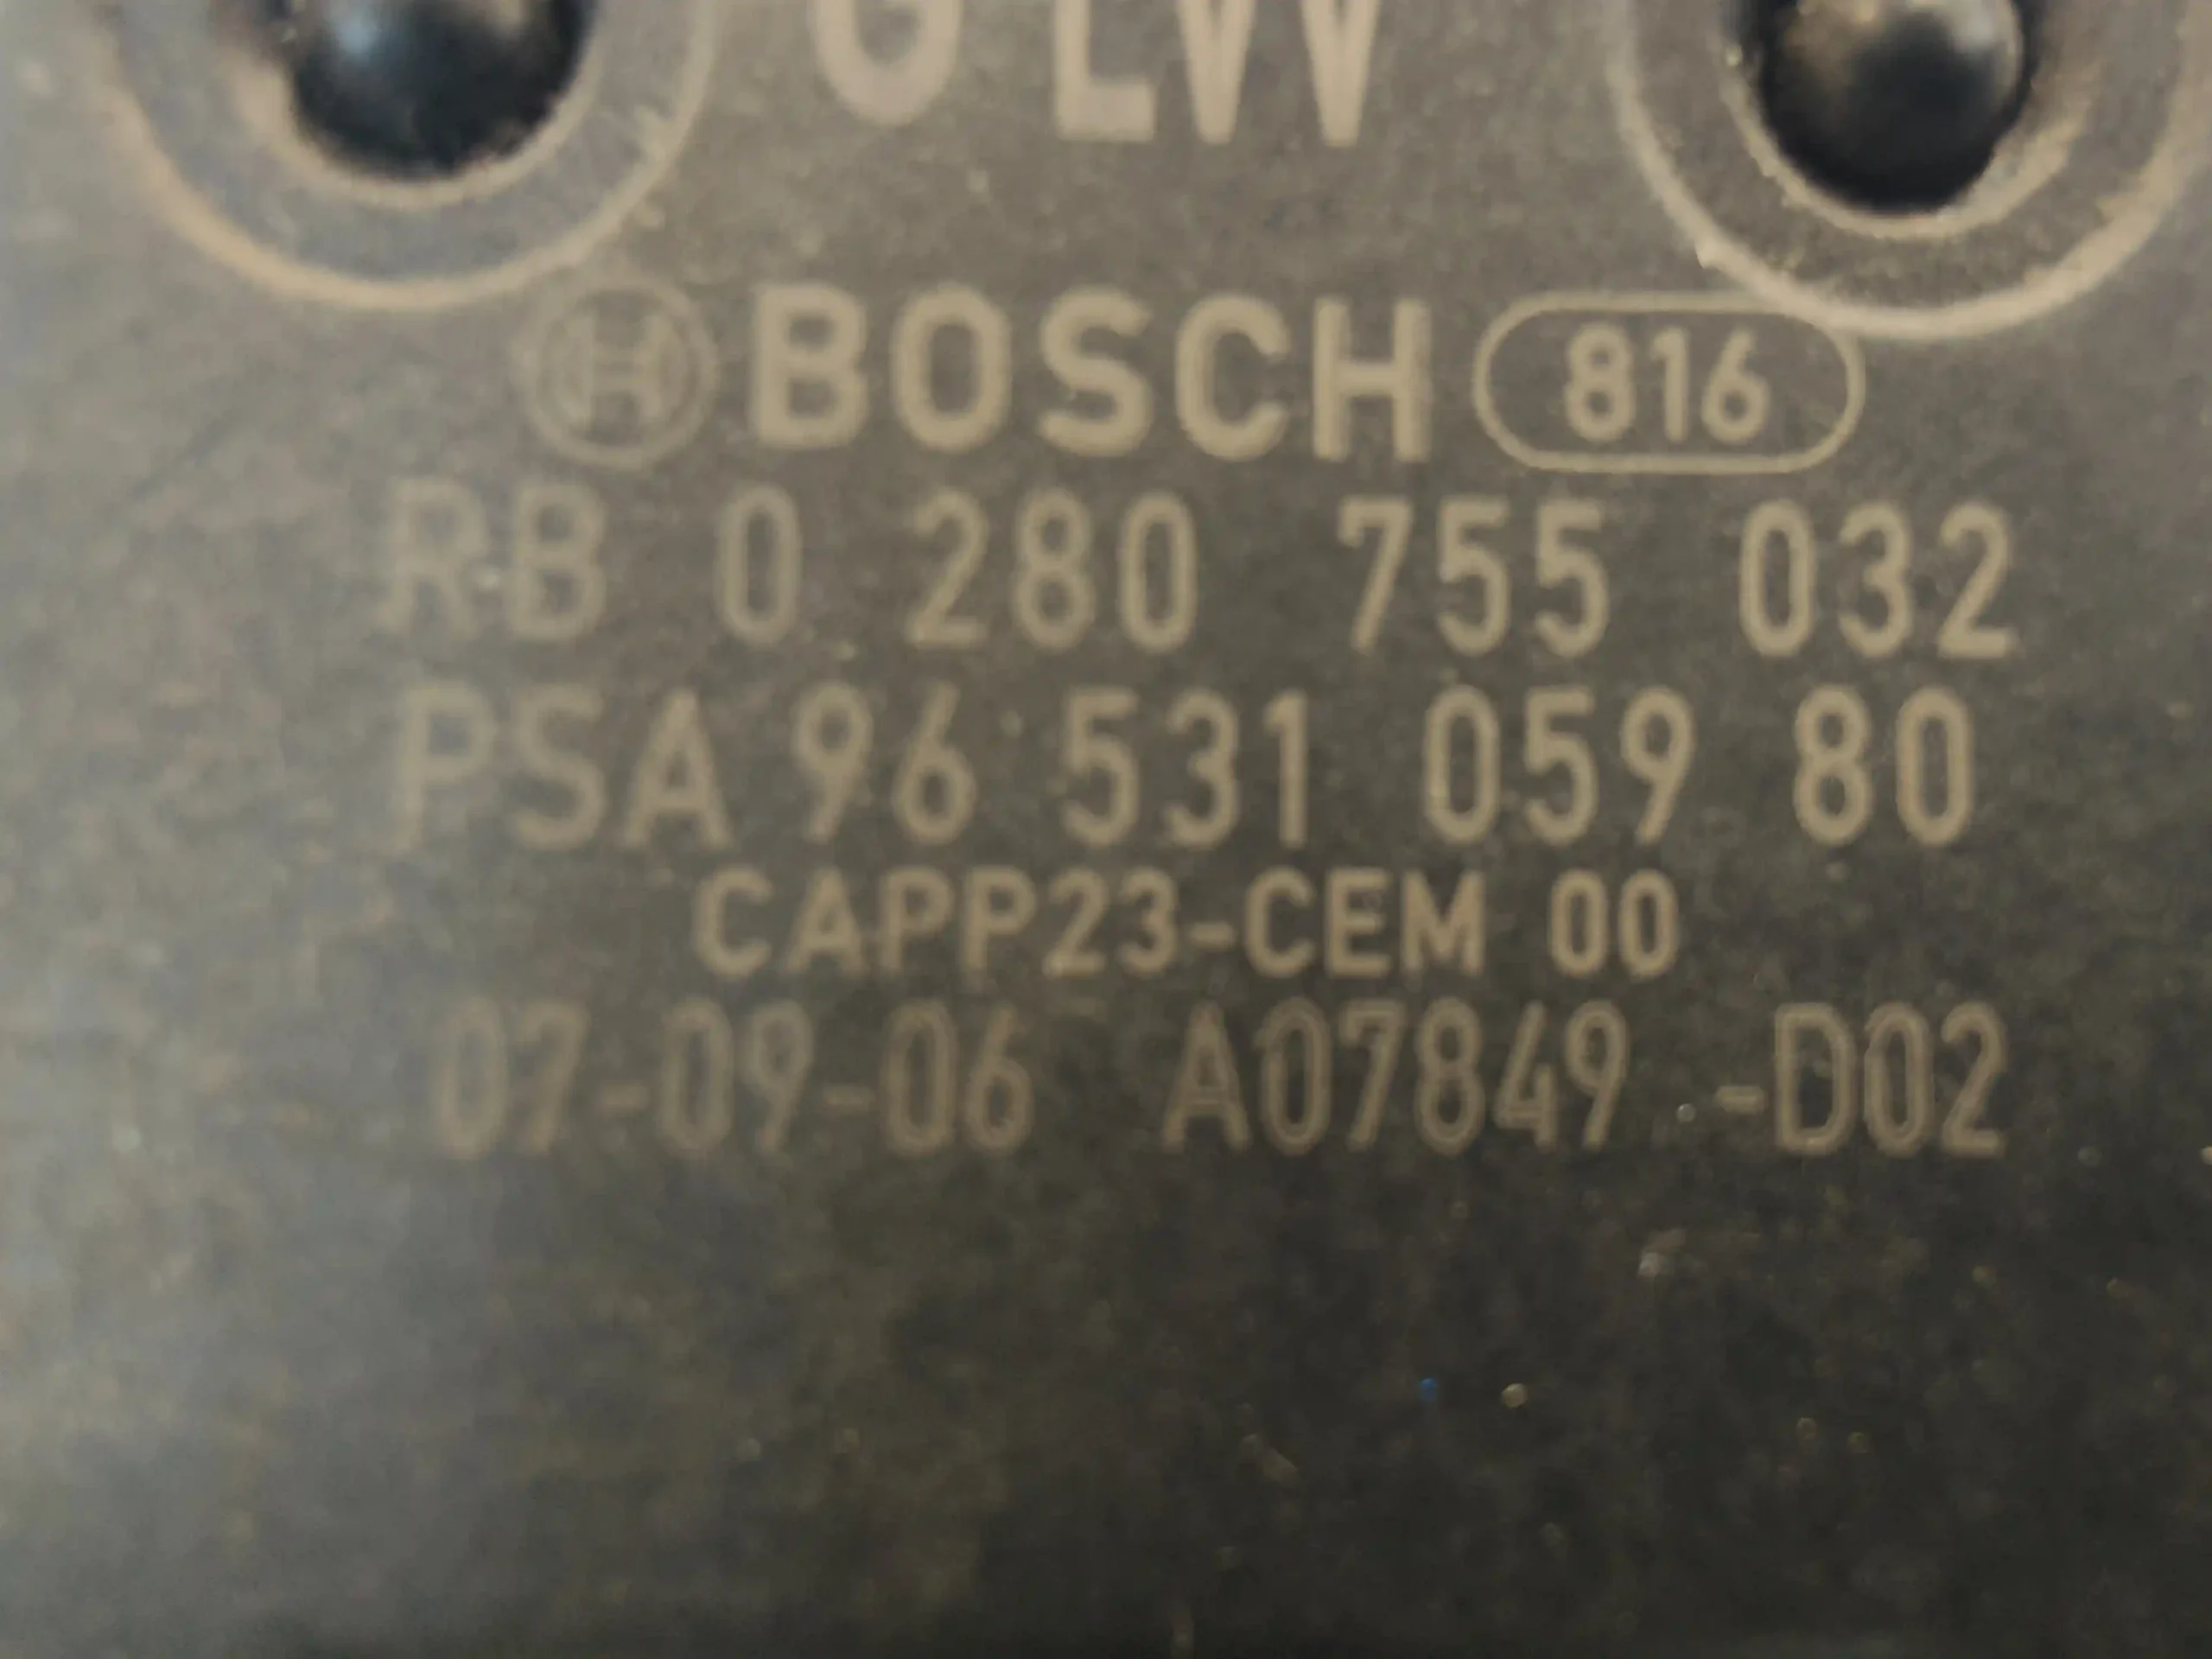 BOSCH 816
RB 0 280 755 032
PSA 96 531 059 80
CAPP23-CEM 00
07-09-06 A07849 -D02